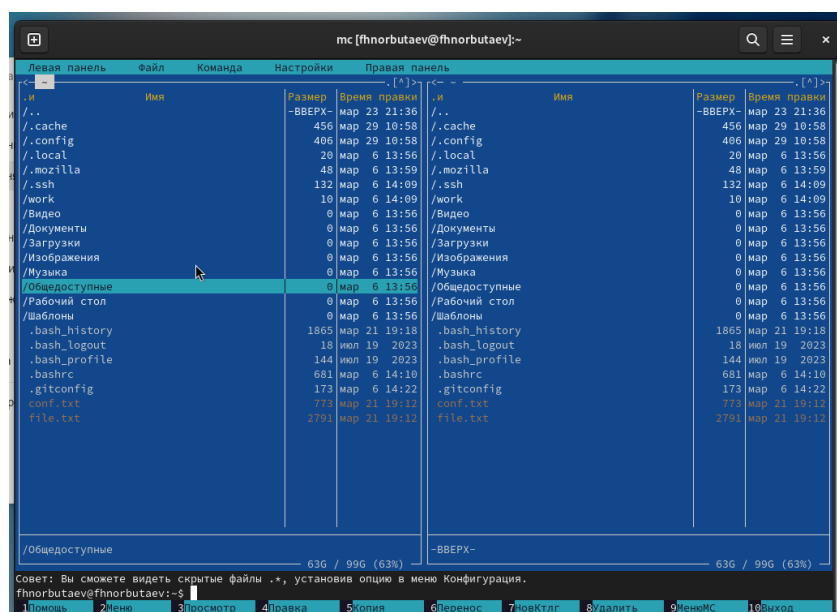 mc [fhnorbutaev@fhnorbutaev]:~
Левая панель Файл Команда Настройки Правая панель
<- ~ .[^]> <- ~ .[^]>
.и Имя Размер Время правки .и Имя Размер Время правки
/.. -ВВЕРХ- мар 23 21:36 /.. -ВВЕРХ- мар 23 21:36
/.cache 456 мар 29 10:58 /.cache 456 мар 29 10:58
/.config 406 мар 29 10:58 /.config 406 мар 29 10:58
/.local 20 мар 6 13:56 /.local 20 мар 6 13:56
/.mozilla 48 мар 6 13:59 /.mozilla 48 мар 6 13:59
/.ssh 132 мар 6 14:09 /.ssh 132 мар 6 14:09
/work 10 мар 6 14:09 /work 10 мар 6 14:09
/Видео 0 мар 6 13:56 /Видео 0 мар 6 13:56
/Документы 0 мар 6 13:56 /Документы 0 мар 6 13:56
/Загрузки 0 мар 6 13:56 /Загрузки 0 мар 6 13:56
/Изображения 0 мар 6 13:56 /Изображения 0 мар 6 13:56
/Музыка 0 мар 6 13:56 /Музыка 0 мар 6 13:56
/Общедоступные 0 мар 6 13:56 /Общедоступные 0 мар 6 13:56
/Рабочий стол 0 мар 6 13:56 /Рабочий стол 0 мар 6 13:56
/Шаблоны 0 мар 6 13:56 /Шаблоны 0 мар 6 13:56
.bash_history 1865 мар 21 19:18 .bash_history 1865 мар 21 19:18
.bash_logout 18 июл 19 2023 .bash_logout 18 июл 19 2023
.bash_profile 144 июл 19 2023 .bash_profile 144 июл 19 2023
.bashrc 681 мар 6 14:10 .bashrc 681 мар 6 14:10
.gitconfig 173 мар 6 14:22 .gitconfig 173 мар 6 14:22
conf.txt 773 мар 21 19:12 conf.txt 773 мар 21 19:12
file.txt 2791 мар 21 19:12 file.txt 2791 мар 21 19:12
/Общедоступные -ВВЕРХ-
63G / 99G (63%) 63G / 99G (63%)
Совет: Вы сможете видеть скрытые файлы .*, установив опцию в меню Конфигурация.
fhnorbutaev@fhnorbutaev:~$
1Помощь 2Меню 3Просмотр 4Правка 5Копия 6Перенос 7НовКтлг 8Удалить 9МенюMC 10Выход